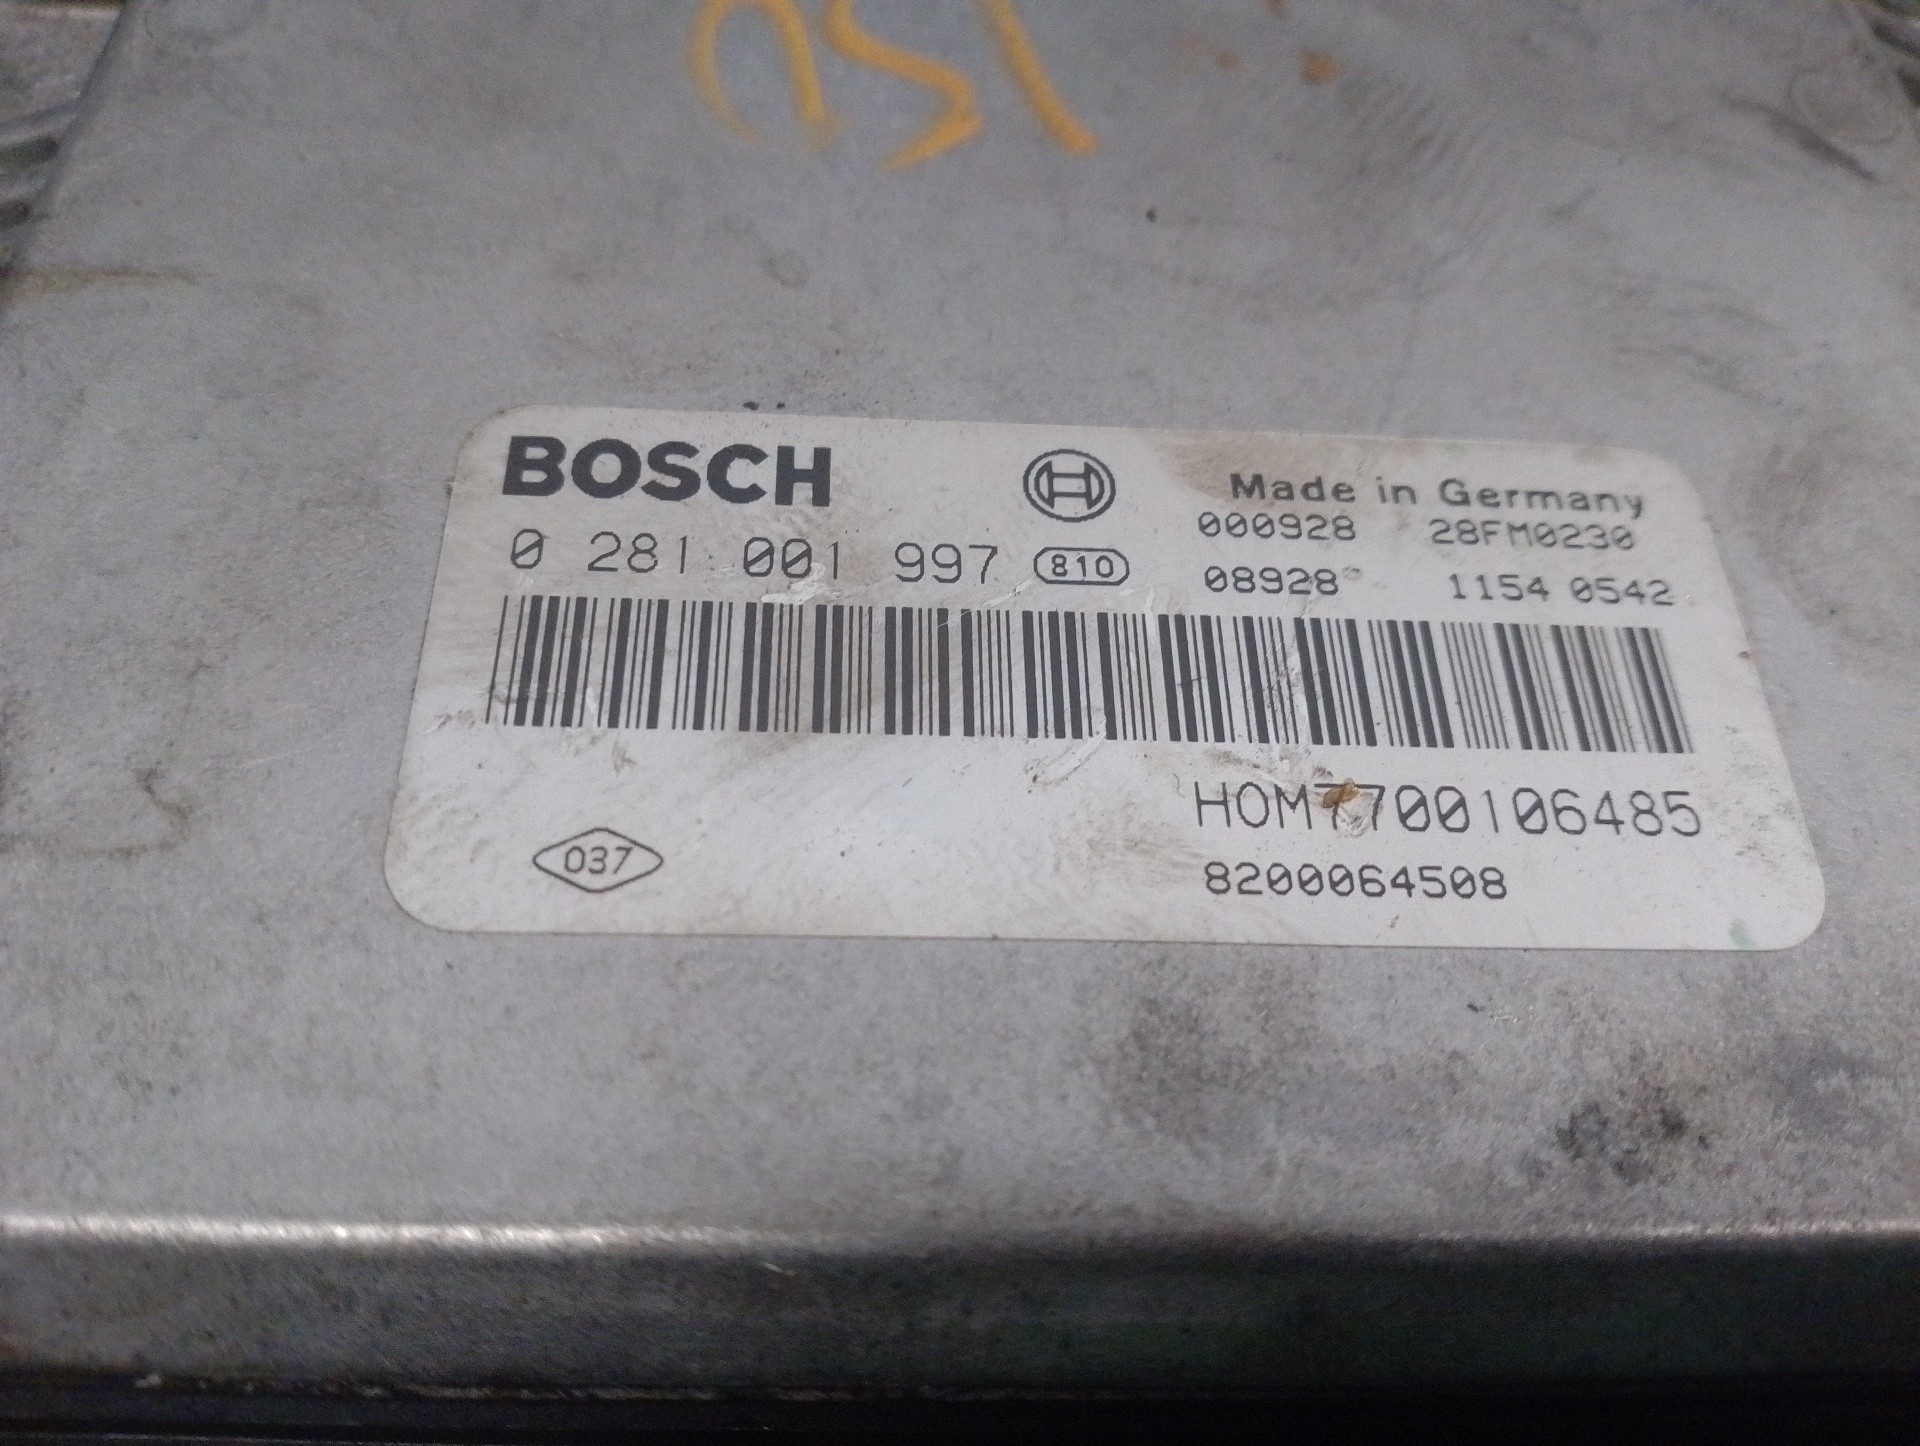 BOSCH
Made in Germany
000928 28FM0230
0 281 001 997 810
08928 1154 0542
HOM7700106485
037
8200064508